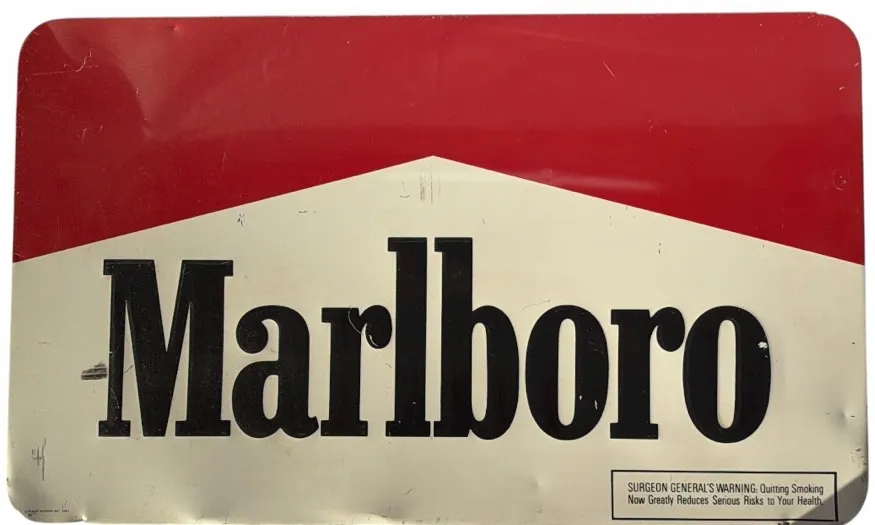 Marlboro
SURGEON GENERAL'S WARNING: Quitting Smoking
Now Greatly Reduces Serious Risks to Your Health.